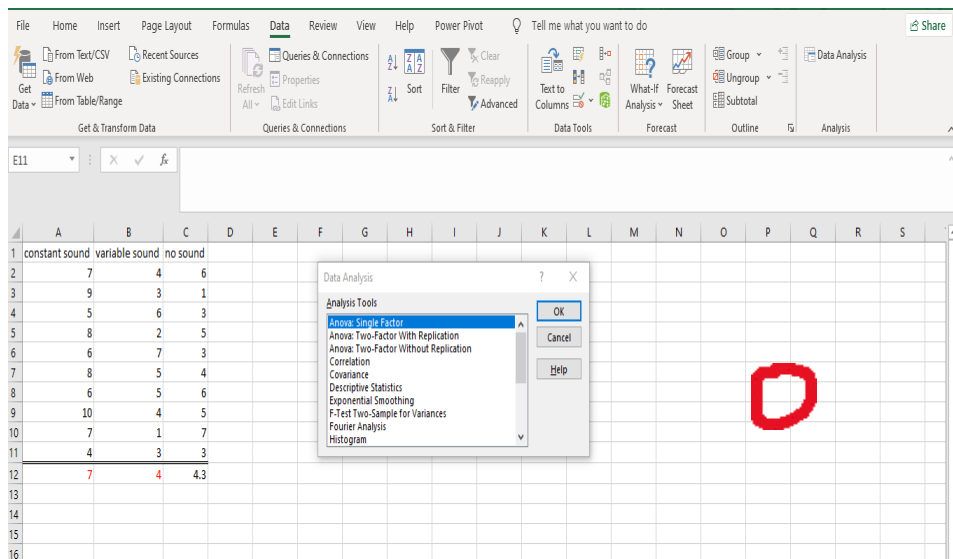 File Home Insert Page Layout Formulas Data Review View Help Power Pivot Tell me what you want to do Share
Get Data
From Text/CSV
From Web
From Table/Range
Recent Sources
Existing Connections
Get & Transform Data
Refresh All
Queries & Connections
Properties
Edit Links
Queries & Connections
Sort
Filter
Clear
Reapply
Advanced
Sort & Filter
Text to Columns
Data Tools
What-If Analysis
Forecast Sheet
Forecast
Group
Ungroup
Subtotal
Outline
Data Analysis
Analysis
E11 fx
A B C D E F G H I J K L M N O P Q R S
1 constant sound variable sound no sound
2 7 4 6
3 9 3 1
4 5 6 3
5 8 2 5
6 6 7 3
7 8 5 4
8 6 5 6
9 10 4 5
10 7 1 7
11 4 3 3
12 7 4 4.3
13
14
15
16
Data Analysis ?
Analysis Tools
Anova: Single Factor
Anova: Two-Factor With Replication
Anova: Two-Factor Without Replication
Correlation
Covariance
Descriptive Statistics
Exponential Smoothing
F-Test Two-Sample for Variances
Fourier Analysis
Histogram
OK
Cancel
Help